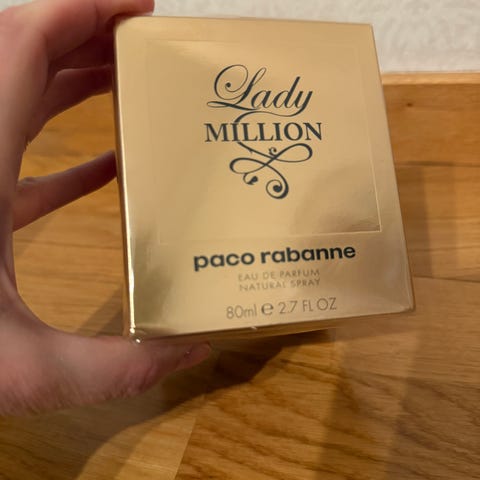 Lady
MILLION
paco rabanne
EAU DE PARFUM
NATURAL SPRAY
80ml e 2.7 FL OZ